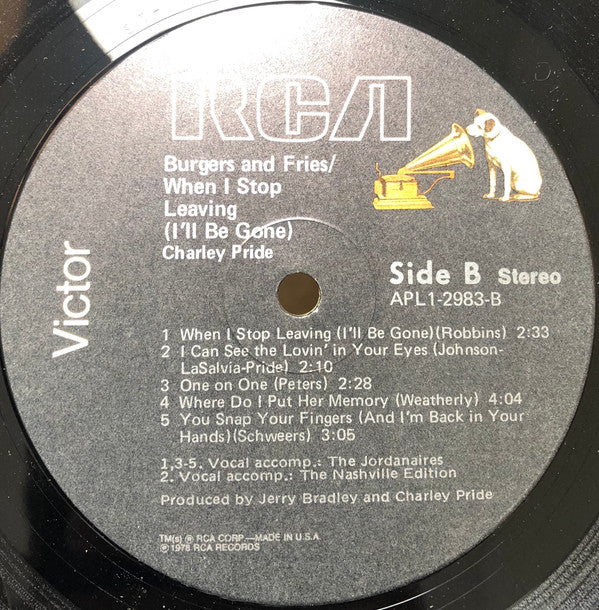 RCA
Burgers and Fries/
When I Stop
Leaving
(I'll Be Gone)
Charley Pride
Victor
Side B Stereo
APL1-2983-B
1 When I Stop Leaving (I'll Be Gone)(Robbins) 2:33
2 I Can See the Lovin' in Your Eyes (Johnson-
LaSalvia-Pride) 2:10
3 One on One (Peters) 2:28
4 Where Do I Put Her Memory (Weatherly) 4:04
5 You Snap Your Fingers (And I'm Back in Your
Hands)(Schweers) 3:05
1,3-5. Vocal accomp.: The Jordanaires
2. Vocal accomp.: The Nashville Edition
Produced by Jerry Bradley and Charley Pride
TM(s) ® RCA CORP.—MADE IN U.S.A
℗ 1978 RCA RECORDS